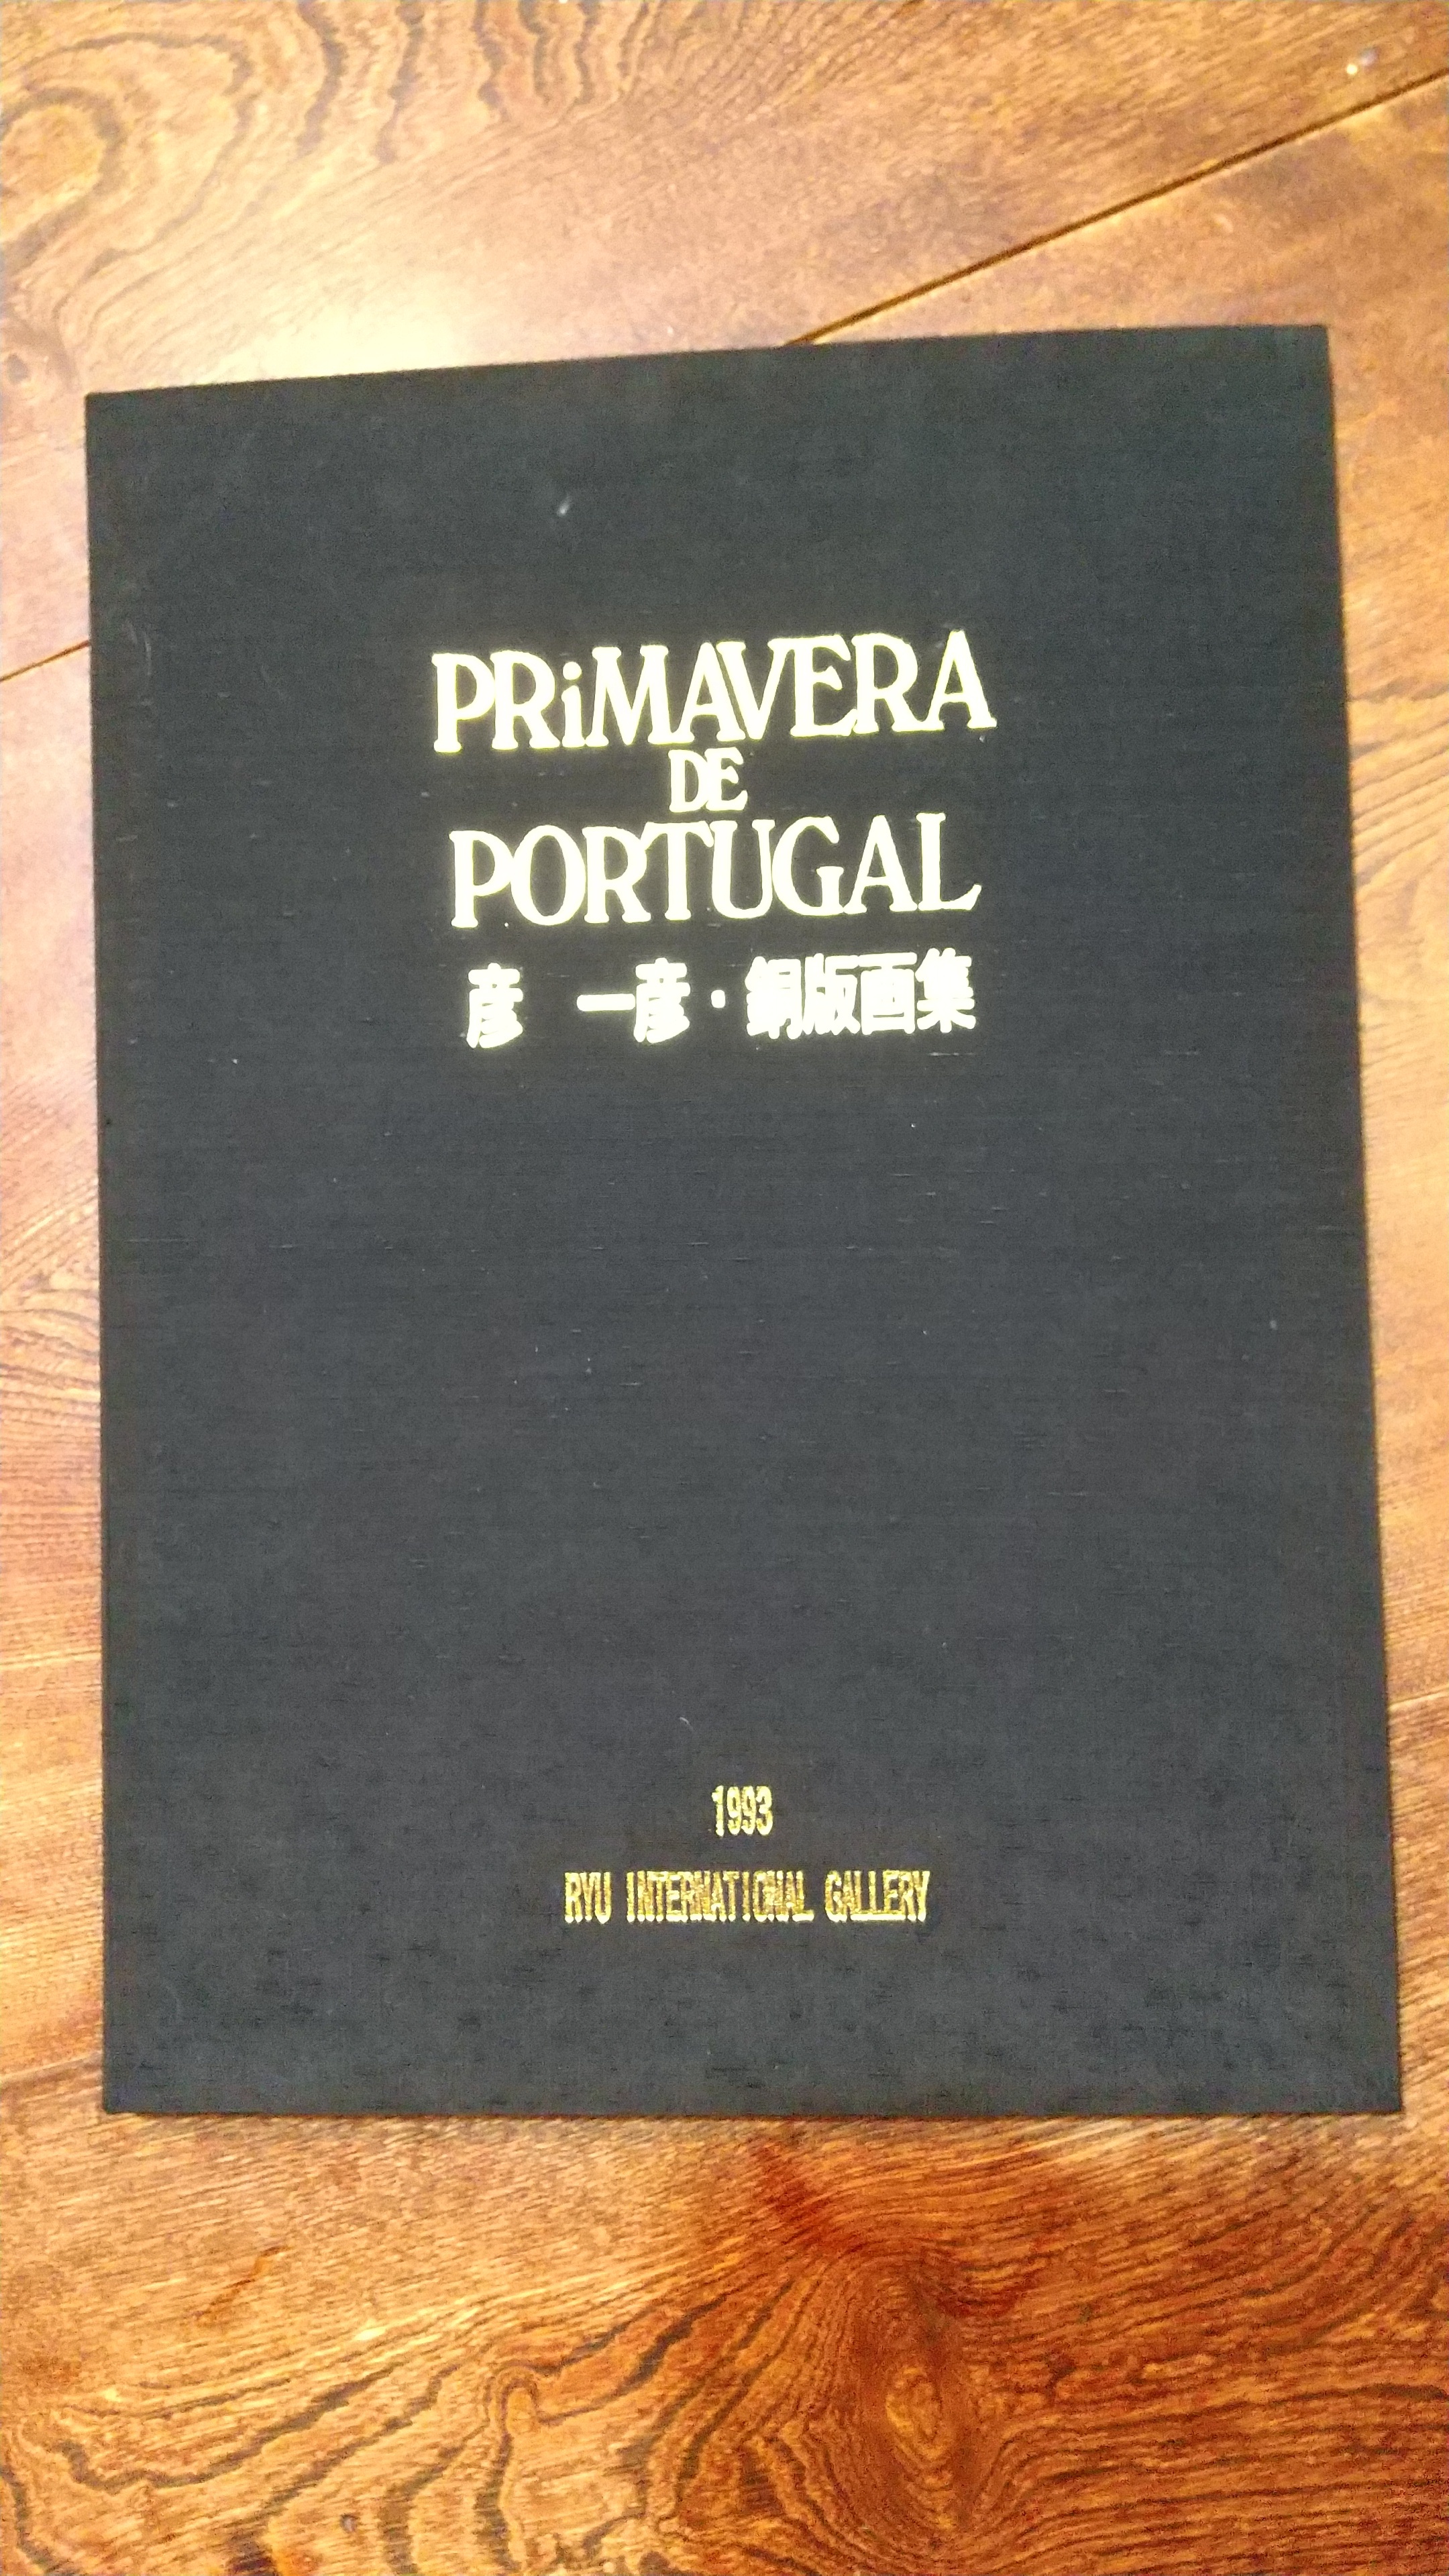 PRiMAVERA
DE
PORTUGAL
彦　一彦・銅版画集
1993
RYU INTERNATIONAL GALLERY